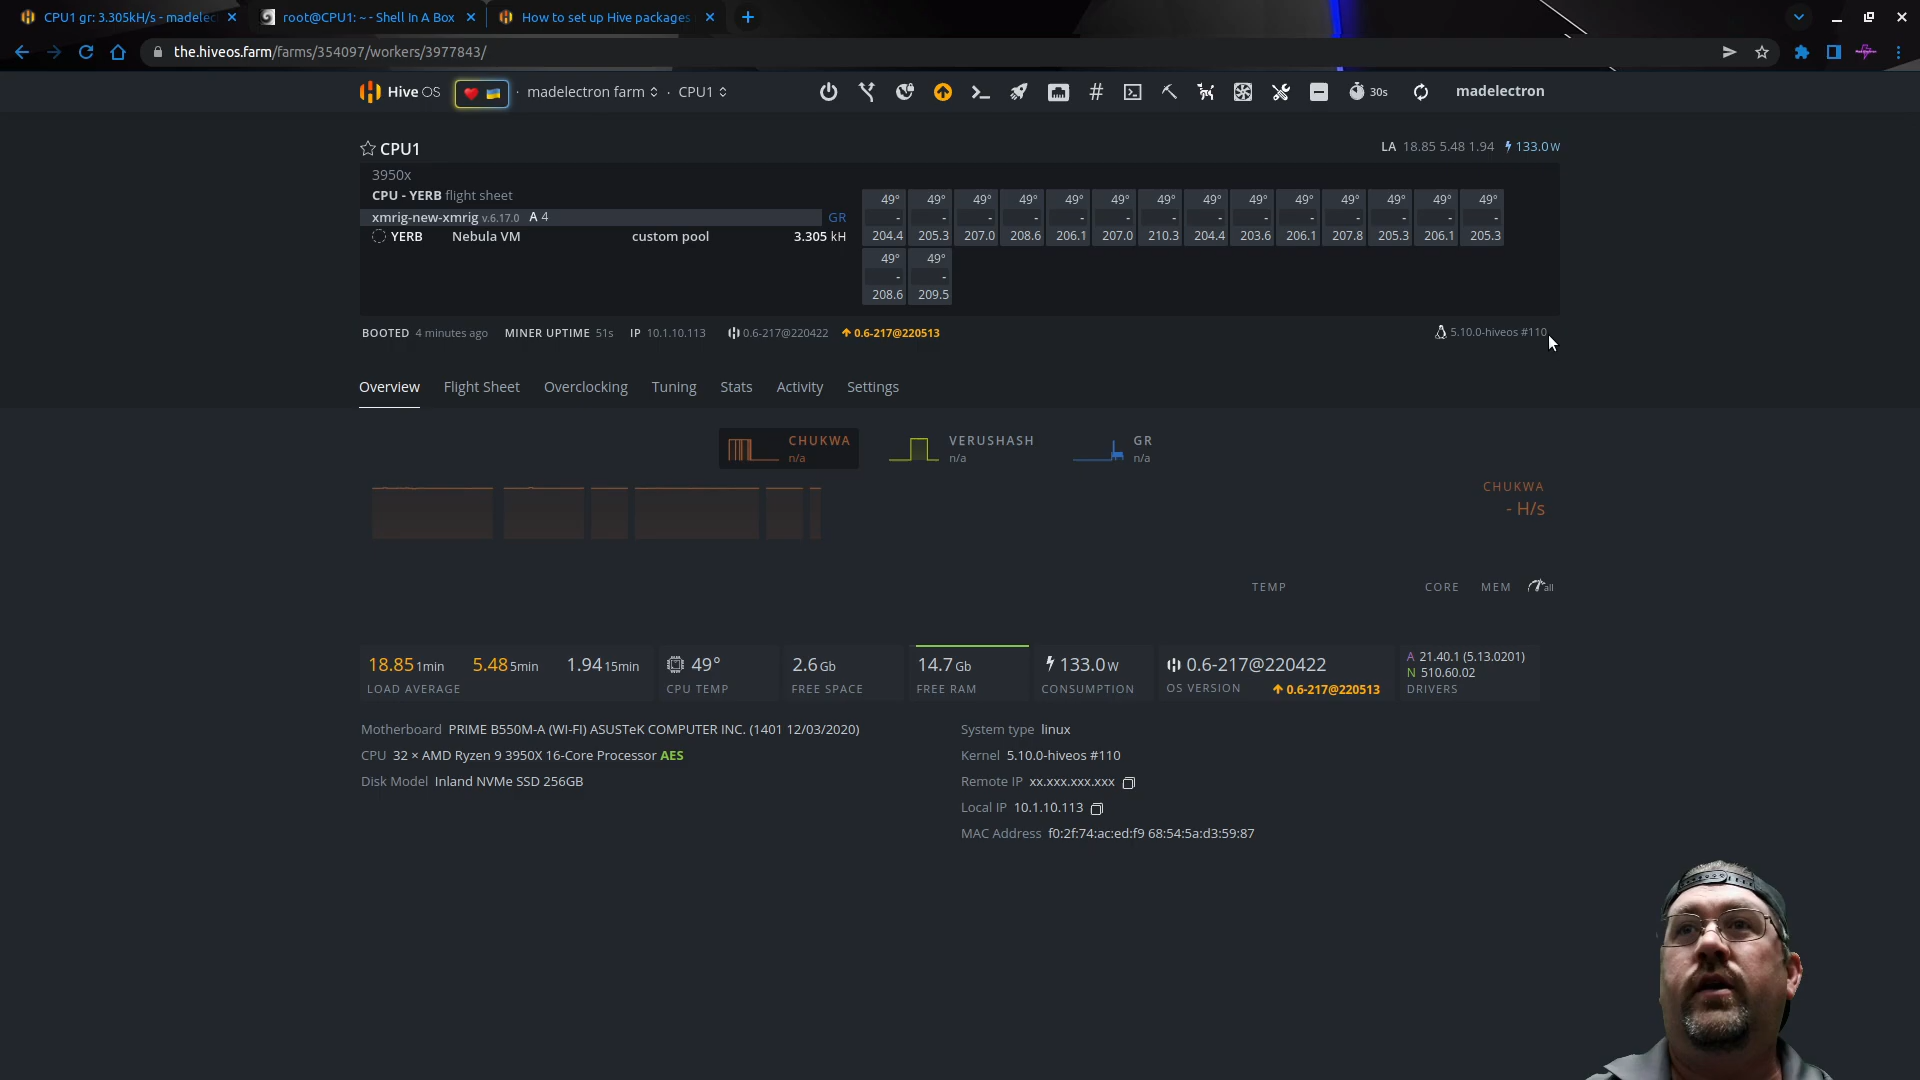 CPU1 gr: 3.305kH/s - madelec
root@CPU1: ~ - Shell In A Box
How to set up Hive packages
the.hiveos.farm/farms/354097/workers/3977843/
Hive OS
madelectron farm
CPU1
30s
madelectron
CPU1
LA 18.85 5.48 1.94 133.0 W
3950x
CPU - YERB flight sheet
xmrig-new-xmrig v.6.17.0 A 4 GR
YERB Nebula VM custom pool 3.305 kH
49° 49° 49° 49° 49° 49° 49° 49° 49° 49° 49° 49° 49° 49°
- - - - - - - - - - - - - -
204.4 205.3 207.0 208.6 206.1 207.0 210.3 204.4 203.6 206.1 207.8 205.3 206.1 205.3
49° 49°
- -
208.6 209.5
BOOTED 4 minutes ago MINER UPTIME 51s IP 10.1.10.113 0.6-217@220422 0.6-217@220513
5.10.0-hiveos #110
Overview Flight Sheet Overclocking Tuning Stats Activity Settings
CHUKWA
n/a
VERUSHASH
n/a
GR
n/a
CHUKWA
- H/s
TEMP CORE MEM all
18.85 1min 5.48 5min 1.94 15min
LOAD AVERAGE
49°
CPU TEMP
2.6 Gb
FREE SPACE
14.7 Gb
FREE RAM
133.0 W
CONSUMPTION
0.6-217@220422
OS VERSION 0.6-217@220513
A 21.40.1 (5.13.0201)
N 510.60.02
DRIVERS
Motherboard PRIME B550M-A (WI-FI) ASUSTeK COMPUTER INC. (1401 12/03/2020)
CPU 32 × AMD Ryzen 9 3950X 16-Core Processor AES
Disk Model Inland NVMe SSD 256GB
System type linux
Kernel 5.10.0-hiveos #110
Remote IP xx.xxx.xxx.xxx
Local IP 10.1.10.113
MAC Address f0:2f:74:ac:ed:f9 68:54:5a:d3:59:87